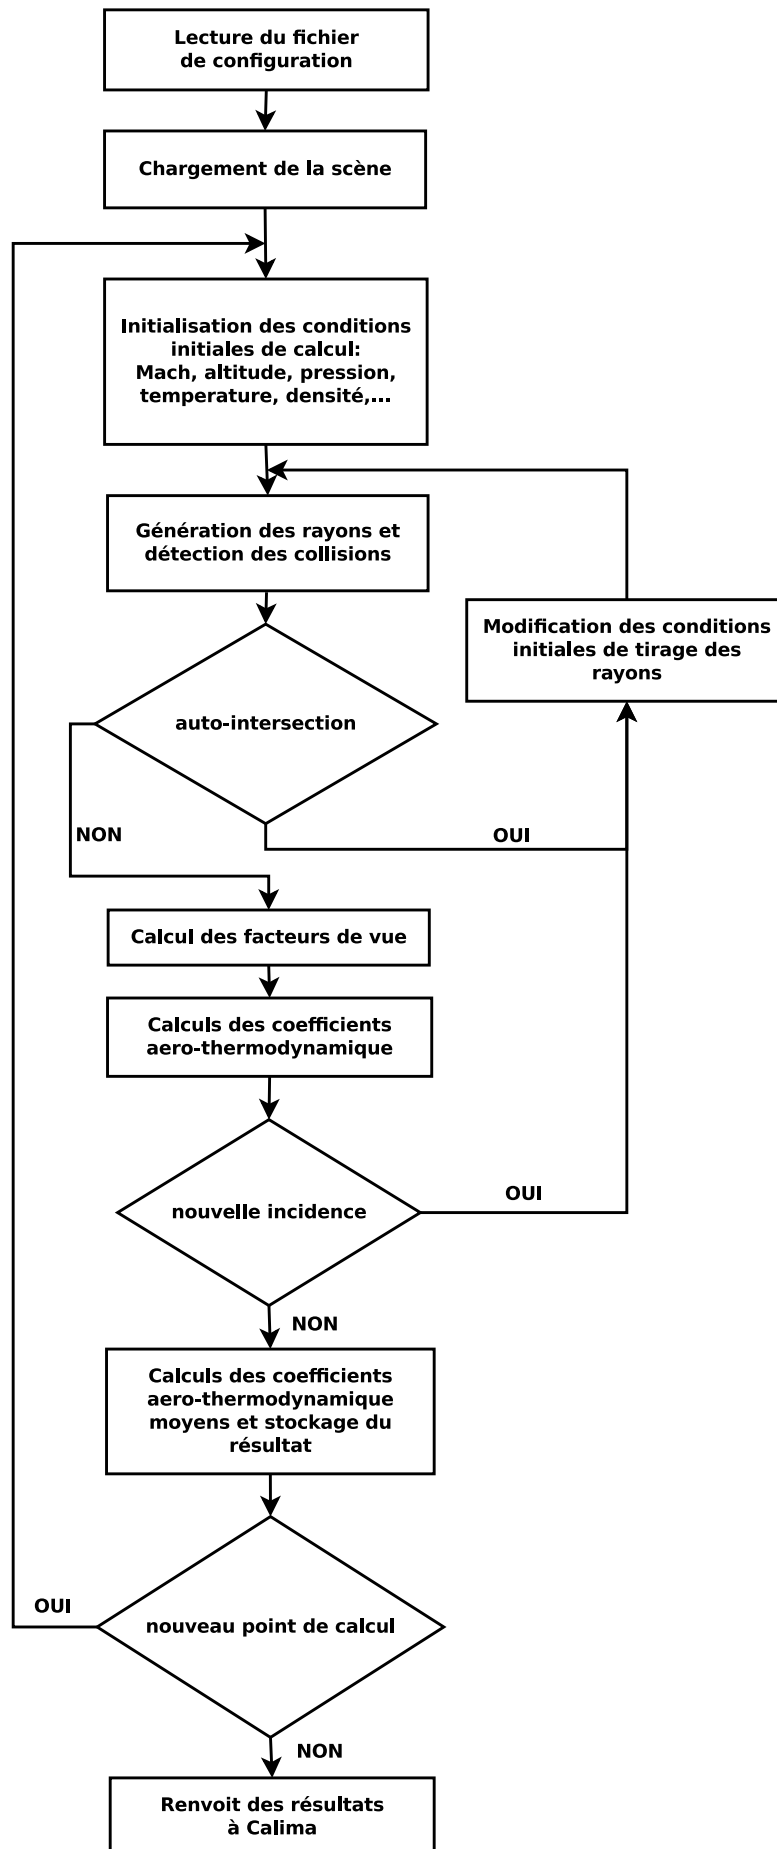 Lecture du fichier
de configuration
Chargement de la scène
Initialisation des conditions
initiales de calcul:
Mach, altitude, pression,
temperature, densité,...
Génération des rayons et
détection des collisions
Modification des conditions
initiales de tirage des
rayons
auto-intersection
NON
OUI
Calcul des facteurs de vue
Calculs des coefficients
aero-thermodynamique
nouvelle incidence
OUI
NON
Calculs des coefficients
aero-thermodynamique
moyens et stockage du
résultat
OUI
nouveau point de calcul
NON
Renvoit des résultats
à Calima